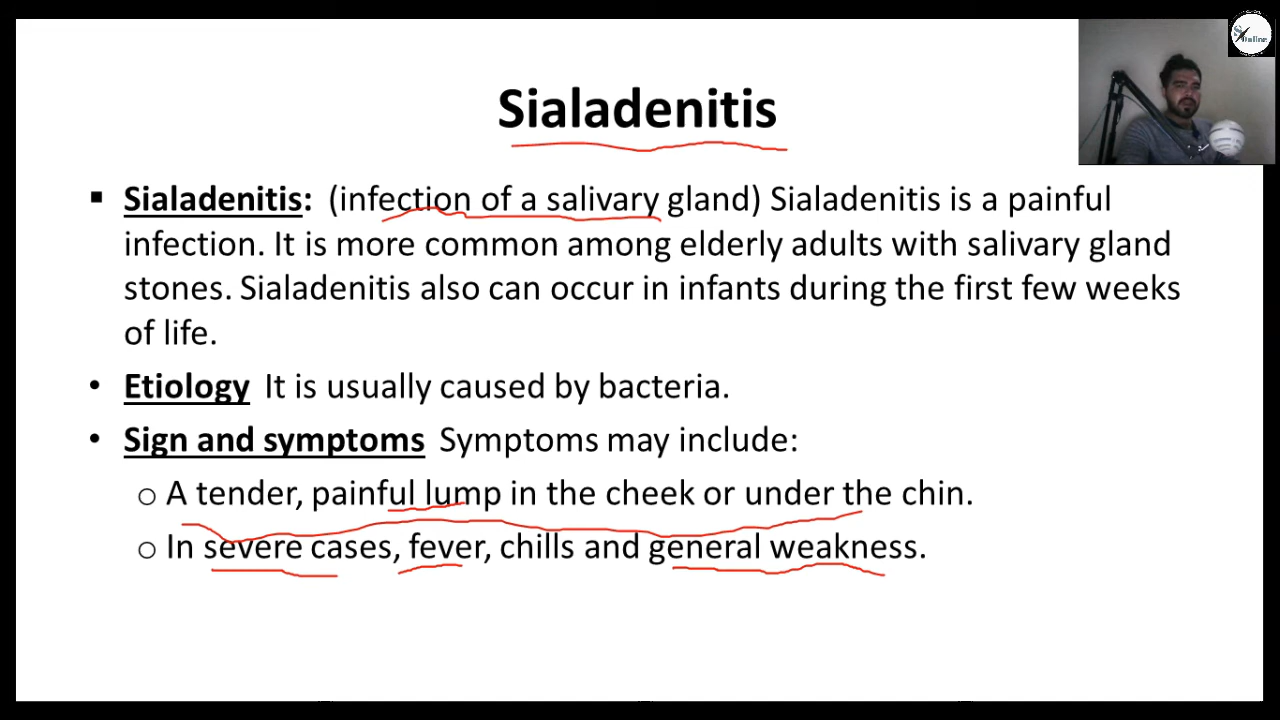 Sialadenitis
▪ Sialadenitis: (infection of a salivary gland) Sialadenitis is a painful
infection. It is more common among elderly adults with salivary gland
stones. Sialadenitis also can occur in infants during the first few weeks
of life.
• Etiology It is usually caused by bacteria.
• Sign and symptoms Symptoms may include:
o A tender, painful lump in the cheek or under the chin.
o In severe cases, fever, chills and general weakness.